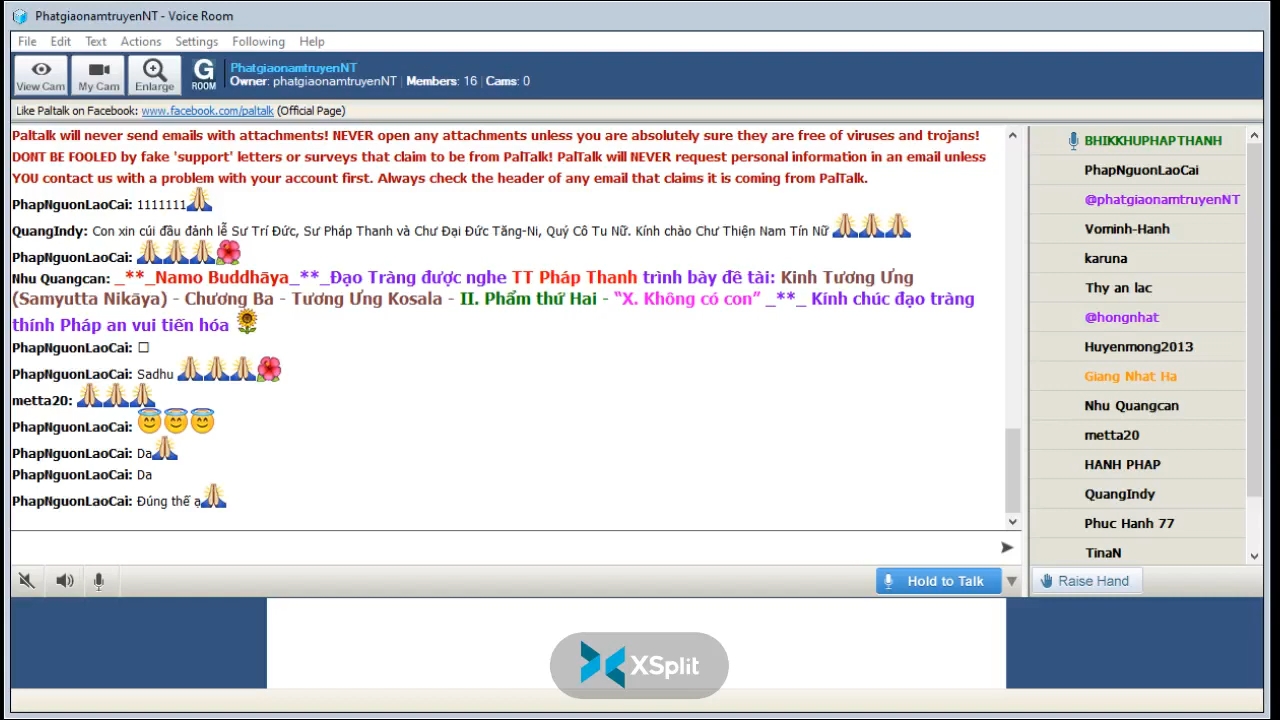 PhatgiaonamtruyenNT - Voice Room
File Edit Text Actions Settings Following Help
View Cam My Cam Enlarge G ROOM
PhatgiaonamtruyenNT
Owner: phatgiaonamtruyenNT | Members: 16 | Cams: 0
Like Paltalk on Facebook: www.facebook.com/paltalk (Official Page)
Paltalk will never send emails with attachments! NEVER open any attachments unless you are absolutely sure they are free of viruses and trojans!
DONT BE FOOLED by fake 'support' letters or surveys that claim to be from PalTalk! PalTalk will NEVER request personal information in an email unless
YOU contact us with a problem with your account first. Always check the header of any email that claims it is coming from PalTalk.
PhapNguonLaoCai: 1111111🙏
QuangIndy: Con xin cúi đầu đảnh lễ Sư Trí Đức, Sư Pháp Thanh và Chư Đại Đức Tăng-Ni, Quý Cô Tu Nữ. Kính chào Chư Thiện Nam Tín Nữ 🙏🙏🙏
PhapNguonLaoCai: 🙏🙏🙏🌺
Nhu Quangcan: _**_Namo Buddhāya_**_Đạo Tràng được nghe TT Pháp Thanh trình bày đề tài: Kinh Tương Ưng
(Samyutta Nikāya) - Chương Ba - Tương Ưng Kosala - II. Phẩm thứ Hai - “X. Không có con” _**_ Kính chúc đạo tràng
thính Pháp an vui tiến hóa 🌻
PhapNguonLaoCai: □
PhapNguonLaoCai: Sadhu 🙏🙏🙏🌺
metta20: 🙏🙏🙏
PhapNguonLaoCai: 😇😇😇
PhapNguonLaoCai: Da🙏
PhapNguonLaoCai: Da
PhapNguonLaoCai: Đúng thế ạ🙏
BHIKKHUPHAPTHANH
PhapNguonLaoCai
@phatgiaonamtruyenNT
Vominh-Hanh
karuna
Thy an lac
@hongnhat
Huyenmong2013
Giang Nhat Ha
Nhu Quangcan
metta20
HANH PHAP
QuangIndy
Phuc Hanh 77
TinaN
Hold to Talk
Raise Hand
XSplit